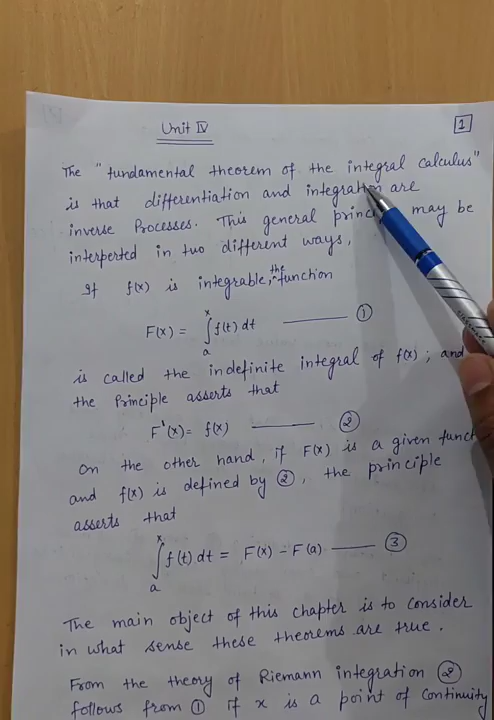 Unit IV
1
The "fundamental theorem of the integral calculus"
is that differentiation and integration are
inverse Processes. This general may be
interperted in two different ways,
If f(x) is integrable, the function
F(x) = ∫ₐˣ f(t) dt ——— ①
is called the indefinite integral of f(x) ; and
the Principle asserts that
F'(x) = f(x) ——— ②
On the other hand, if F(x) is a given funct
and f(x) is defined by ②, the principle
asserts that
∫ₐˣ f(t) dt = F(x) - F(a) ——— ③
The main object of this chapter is to consider
in what sense these theorems are true.
From the theory of Riemann integration ②
follows from ① if x is a point of Continuity